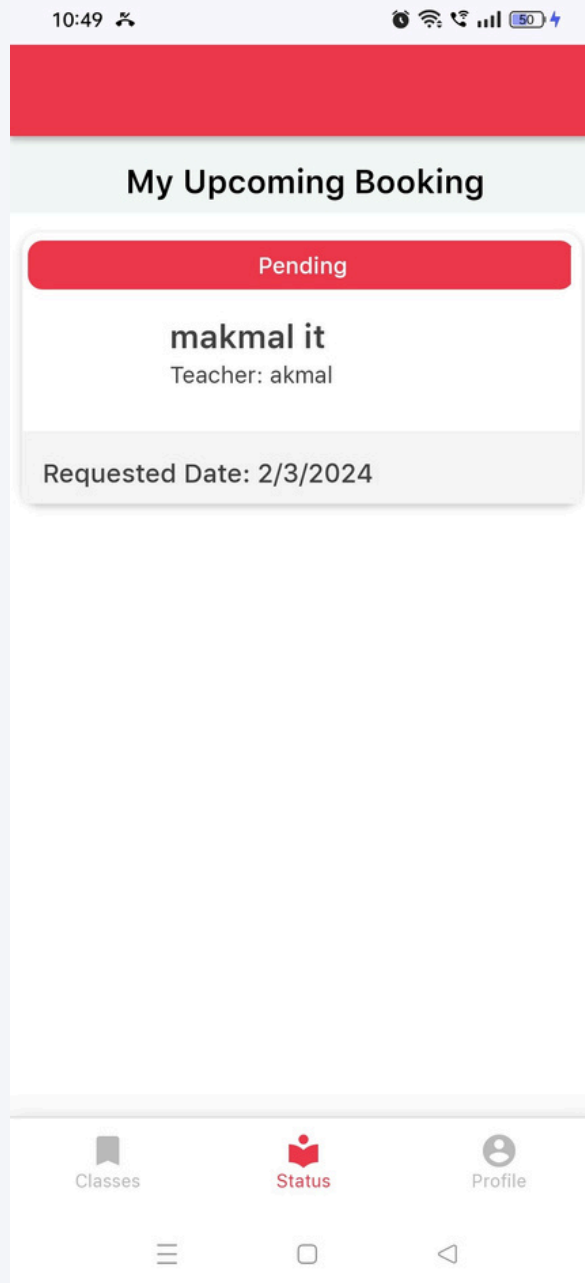 10:49
50
My Upcoming Booking
Pending
makmal it
Teacher: akmal
Requested Date: 2/3/2024
Classes
Status
Profile